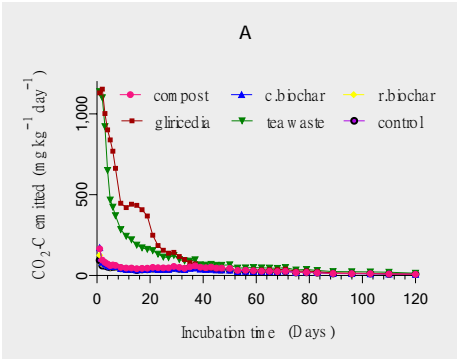 A
CO2-C emitted (mg kg−1 day−1)
1,000
500
0
compost
c.biochar
r.biochar
gliricedia
tea waste
control
0 20 40 60 80 100 120
Incubation time (Days)